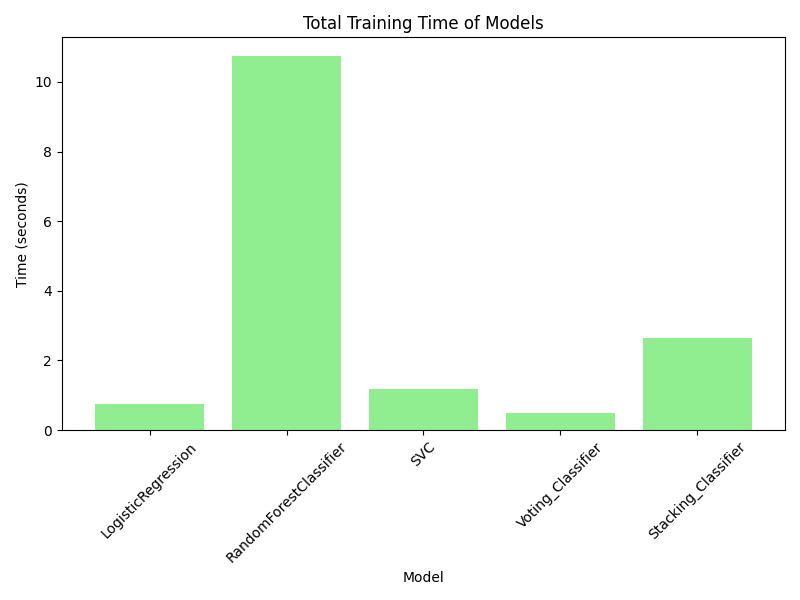 Total Training Time of Models
Time (seconds)
10
8
6
4
2
0
LogisticRegression
RandomForestClassifier
SVC
Voting_Classifier
Stacking_Classifier
Model